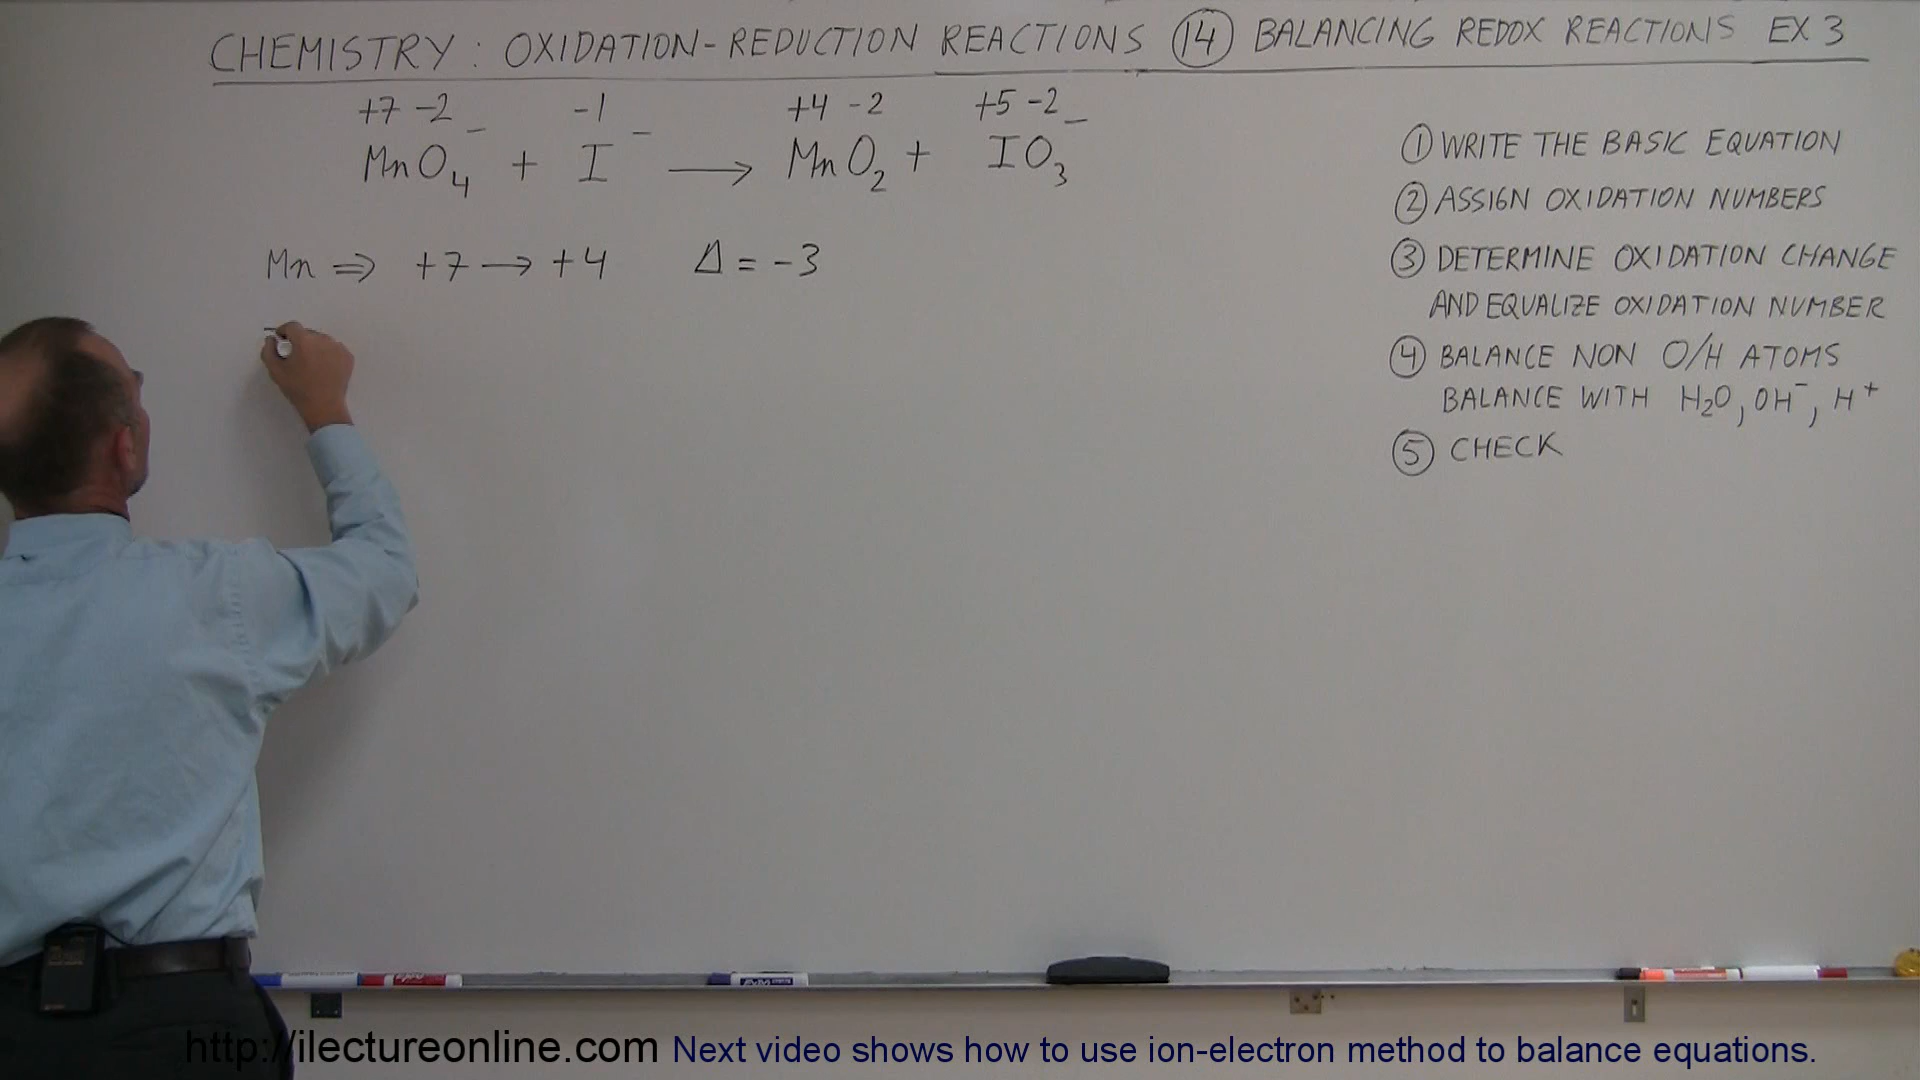 CHEMISTRY: OXIDATION-REDUCTION REACTIONS (14) BALANCING REDOX REACTIONS EX 3
+7 -2 -1 +4 -2 +5 -2
MnO₄⁻ + I⁻ → MnO₂ + IO₃⁻
Mn ⇒ +7 → +4 Δ = -3
① WRITE THE BASIC EQUATION
② ASSIGN OXIDATION NUMBERS
③ DETERMINE OXIDATION CHANGE
AND EQUALIZE OXIDATION NUMBER
④ BALANCE NON O/H ATOMS
BALANCE WITH H₂O, OH⁻, H⁺
⑤ CHECK
http://ilectureonline.com Next video shows how to use ion-electron method to balance equations.